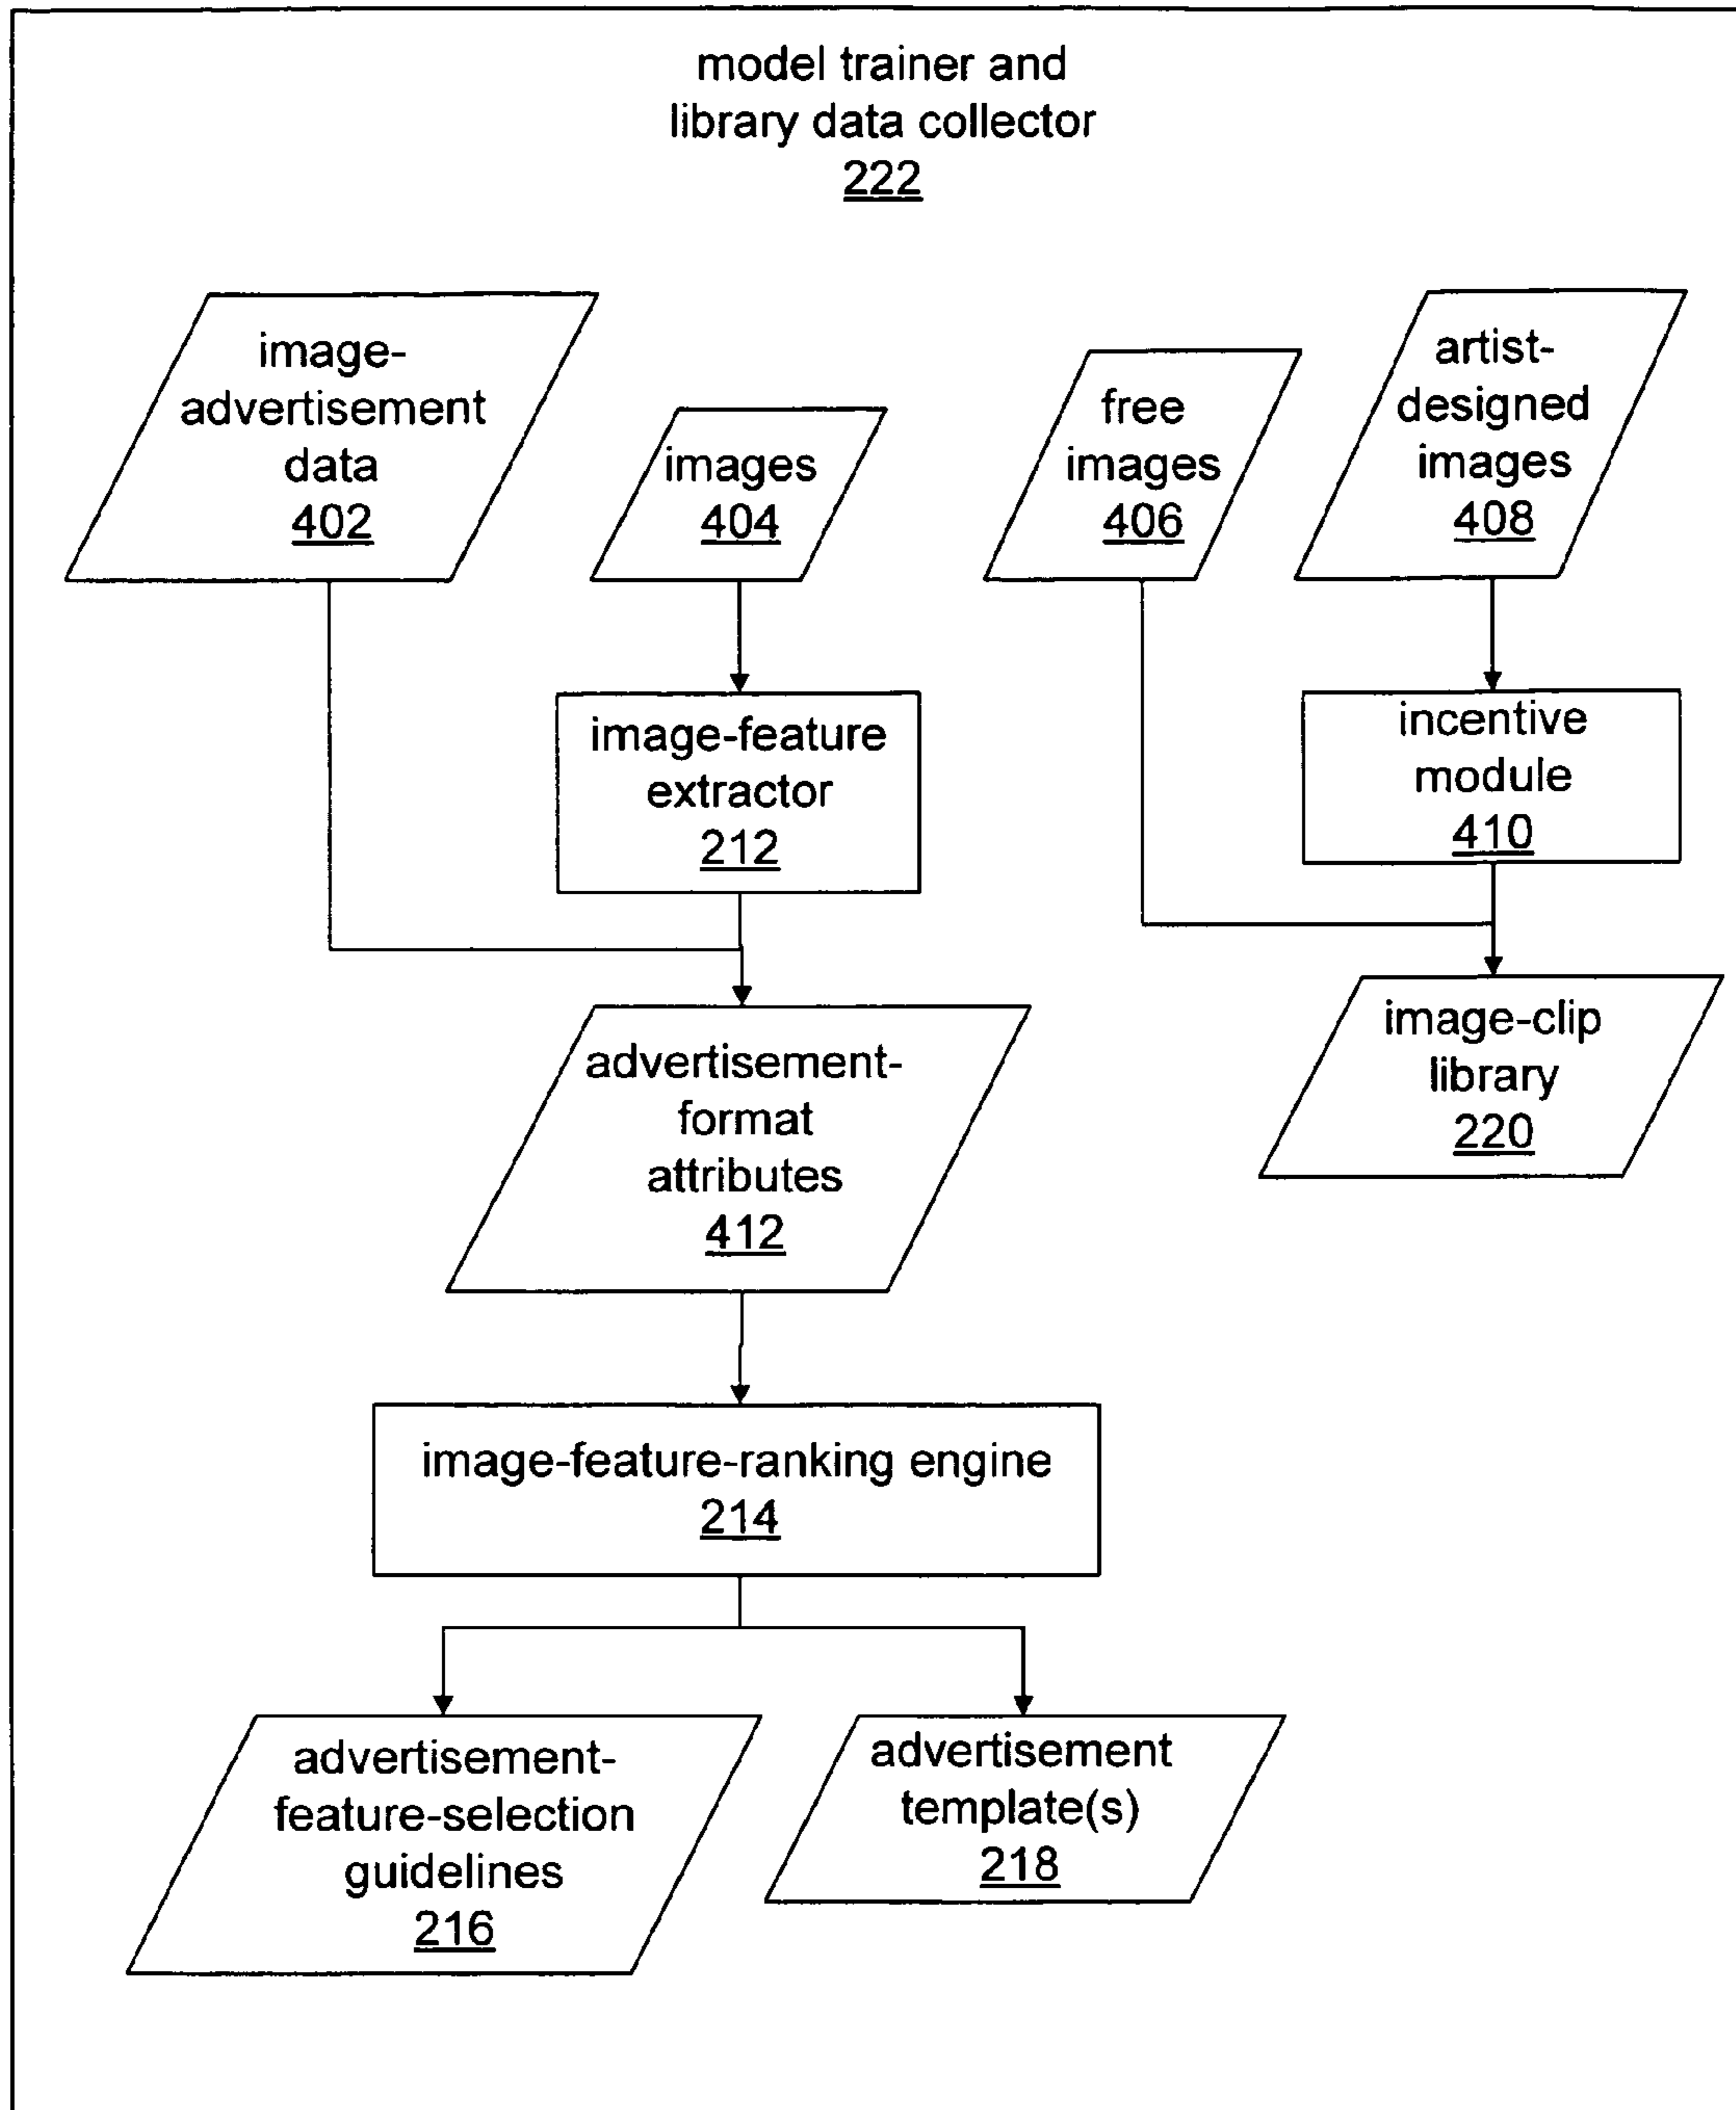 model trainer and
library data collector
222
image-
advertisement
data
402
images
404
free
images
406
artist-
designed
images
408
image-feature
extractor
212
incentive
module
410
advertisement-
format
attributes
412
image-clip
library
220
image-feature-ranking engine
214
advertisement-
feature-selection
guidelines
216
advertisement
template(s)
218